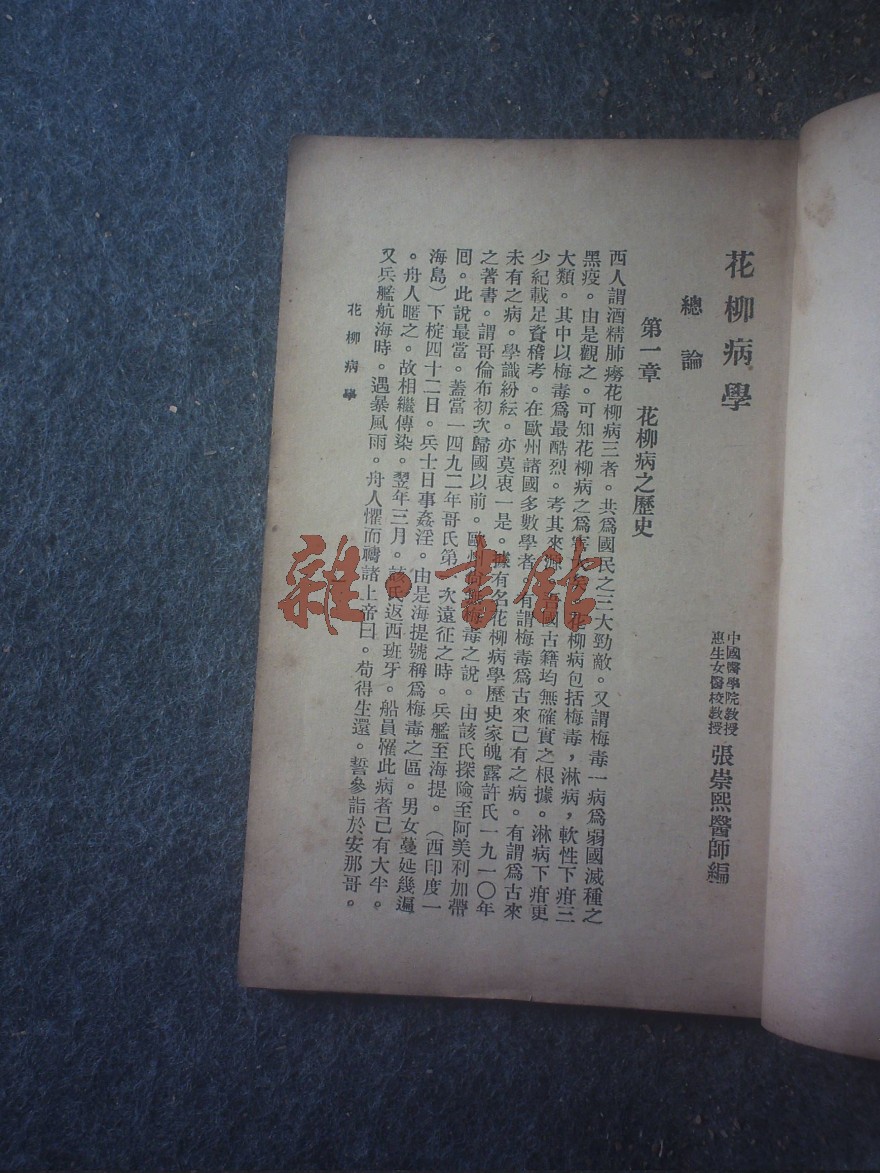 花柳病學
中國醫學院教授
惠生女醫校教授
張崇熙醫師編
總論
第一章 花柳病之歷史
西人謂酒精肺癆花柳病三者。共爲國民之三大勁敵。又謂梅毒一病爲弱國滅種之
黑疫。由是觀之。可知花柳病之爲害 花柳病包括梅毒，淋病，軟性下疳三
大類。其中以梅毒爲最酷烈。考其來源 國古籍均無確實之根據。淋病下疳更
少紀載足資稽考。在歐州諸國多數學者 有謂梅毒爲古來已有之病。有謂爲古來
未有之病。學識紛紜。亦莫衷一是。據有名花柳病學歷史家魄露許氏一九一〇年
之著書。謂哥倫布初次歸國以前。歐州 梅毒之說。由該氏探險至阿美利加帶
囘。此說最當。蓋當一四九二年哥氏第 次遠征之時。兵艦至海提。（西印度一
海島）下椗四十二日。兵士日事姦淫。由是海提號稱爲梅毒之區。男女蔓延幾遍
。舟人暱之。故相繼傳染。翌年三月。該氏返西班牙。船員罹此病者已有大半。
又兵艦航海時。遇暴風雨。舟人懼而禱諸上帝曰。苟得生還。誓參詣於安那哥。
花柳病學
雜·書館